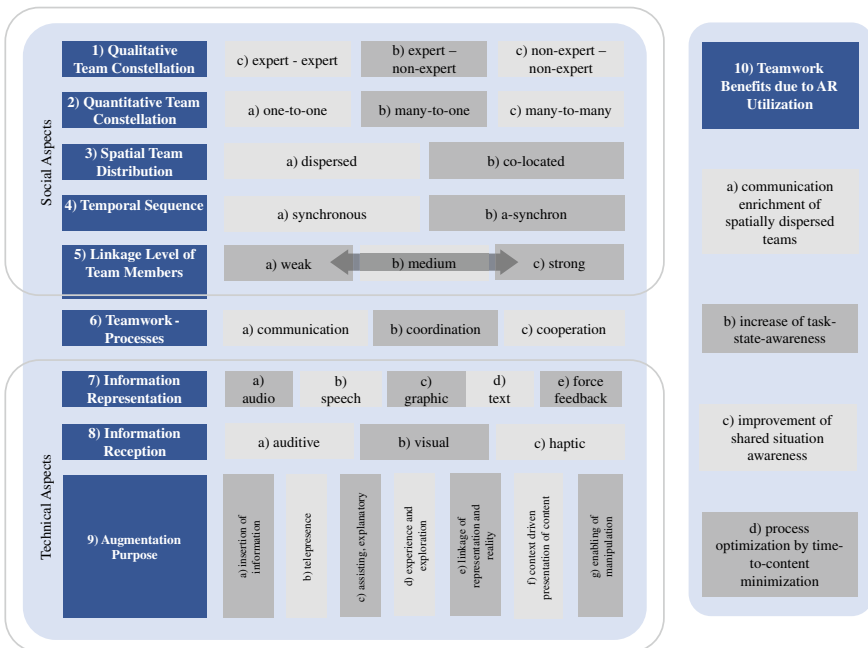 Social Aspects
1) Qualitative
Team Constellation
c) expert - expert
b) expert –
non-expert
c) non-expert –
non-expert
2) Quantitative Team
Constellation
a) one-to-one
b) many-to-one
c) many-to-many
3) Spatial Team
Distribution
a) dispersed
b) co-located
4) Temporal Sequence
a) synchronous
b) a-synchron
5) Linkage Level of
Team Members
a) weak
b) medium
c) strong
6) Teamwork -
Processes
a) communication
b) coordination
c) cooperation
Technical Aspects
7) Information
Representation
a)
audio
b)
speech
c)
graphic
d)
text
e) force
feedback
8) Information
Reception
a) auditive
b) visual
c) haptic
9) Augmentation
Purpose
a) insertion of
information
b) telepresence
c) assisting, explanatory
d) experience and
exploration
e) linkage of
representation and
reality
f) context driven
presentation of content
g) enabling of
manipulation
10) Teamwork
Benefits due to AR
Utilization
a) communication
enrichment of
spatially dispersed
teams
b) increase of task-
state-awareness
c) improvement of
shared situation
awareness
d) process
optimization by time-
to-content
minimization